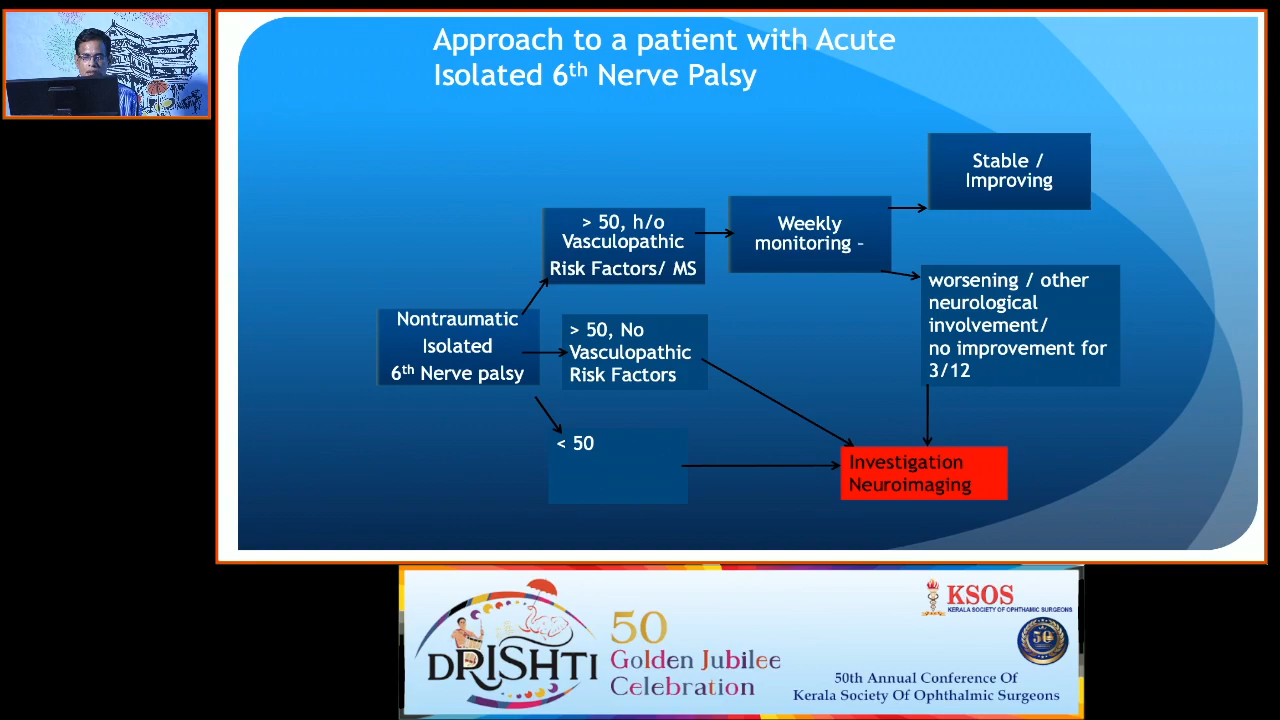 Approach to a patient with Acute
Isolated 6th Nerve Palsy
Stable /
Improving
> 50, h/o
Vasculopathic
Risk Factors/ MS
Weekly
monitoring -
worsening / other
neurological
involvement/
no improvement for
3/12
Nontraumatic
Isolated
6th Nerve palsy
> 50, No
Vasculopathic
Risk Factors
< 50
Investigation
Neuroimaging
DRISHTI
50
Golden Jubilee
Celebration
KSOS
KERALA SOCIETY OF OPHTHAMIC SURGEONS
50
50th Annual Conference Of
Kerala Society Of Ophthalmic Surgeons